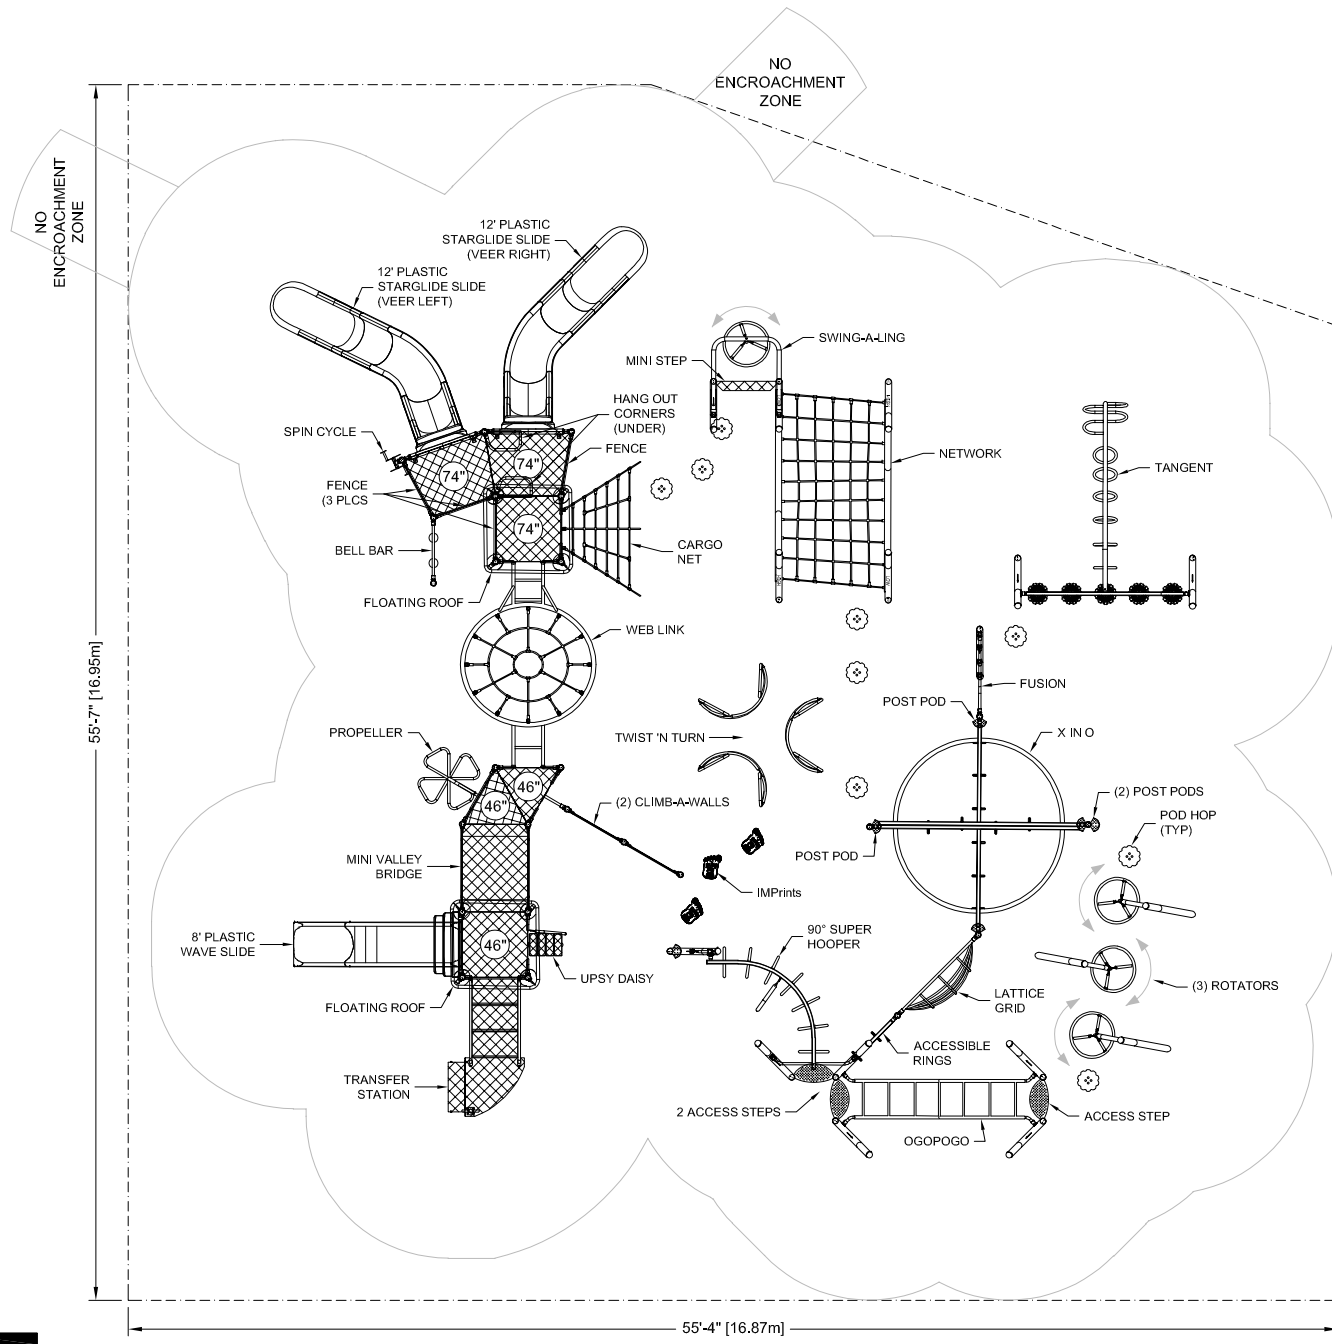 NO
ENCROACHMENT
ZONE
NO
ENCROACHMENT
ZONE
12' PLASTIC
STARGLIDE SLIDE
(VEER RIGHT)
12' PLASTIC
STARGLIDE SLIDE
(VEER LEFT)
SWING-A-LING
MINI STEP
HANG OUT
CORNERS
(UNDER)
SPIN CYCLE
FENCE
NETWORK
TANGENT
74"
74"
FENCE
(3 PLCS
74"
BELL BAR
CARGO
NET
FLOATING ROOF
WEB LINK
55'-7" [16.95m]
FUSION
POST POD
PROPELLER
TWIST 'N TURN
X IN O
46"
46"
(2) CLIMB-A-WALLS
(2) POST PODS
POD HOP
(TYP)
MINI VALLEY
BRIDGE
POST POD
IMPrints
8' PLASTIC
WAVE SLIDE
46"
90° SUPER
HOOPER
UPSY DAISY
(3) ROTATORS
FLOATING ROOF
LATTICE
GRID
ACCESSIBLE
RINGS
TRANSFER
STATION
2 ACCESS STEPS
ACCESS STEP
OGOPOGO
55'-4" [16.87m]